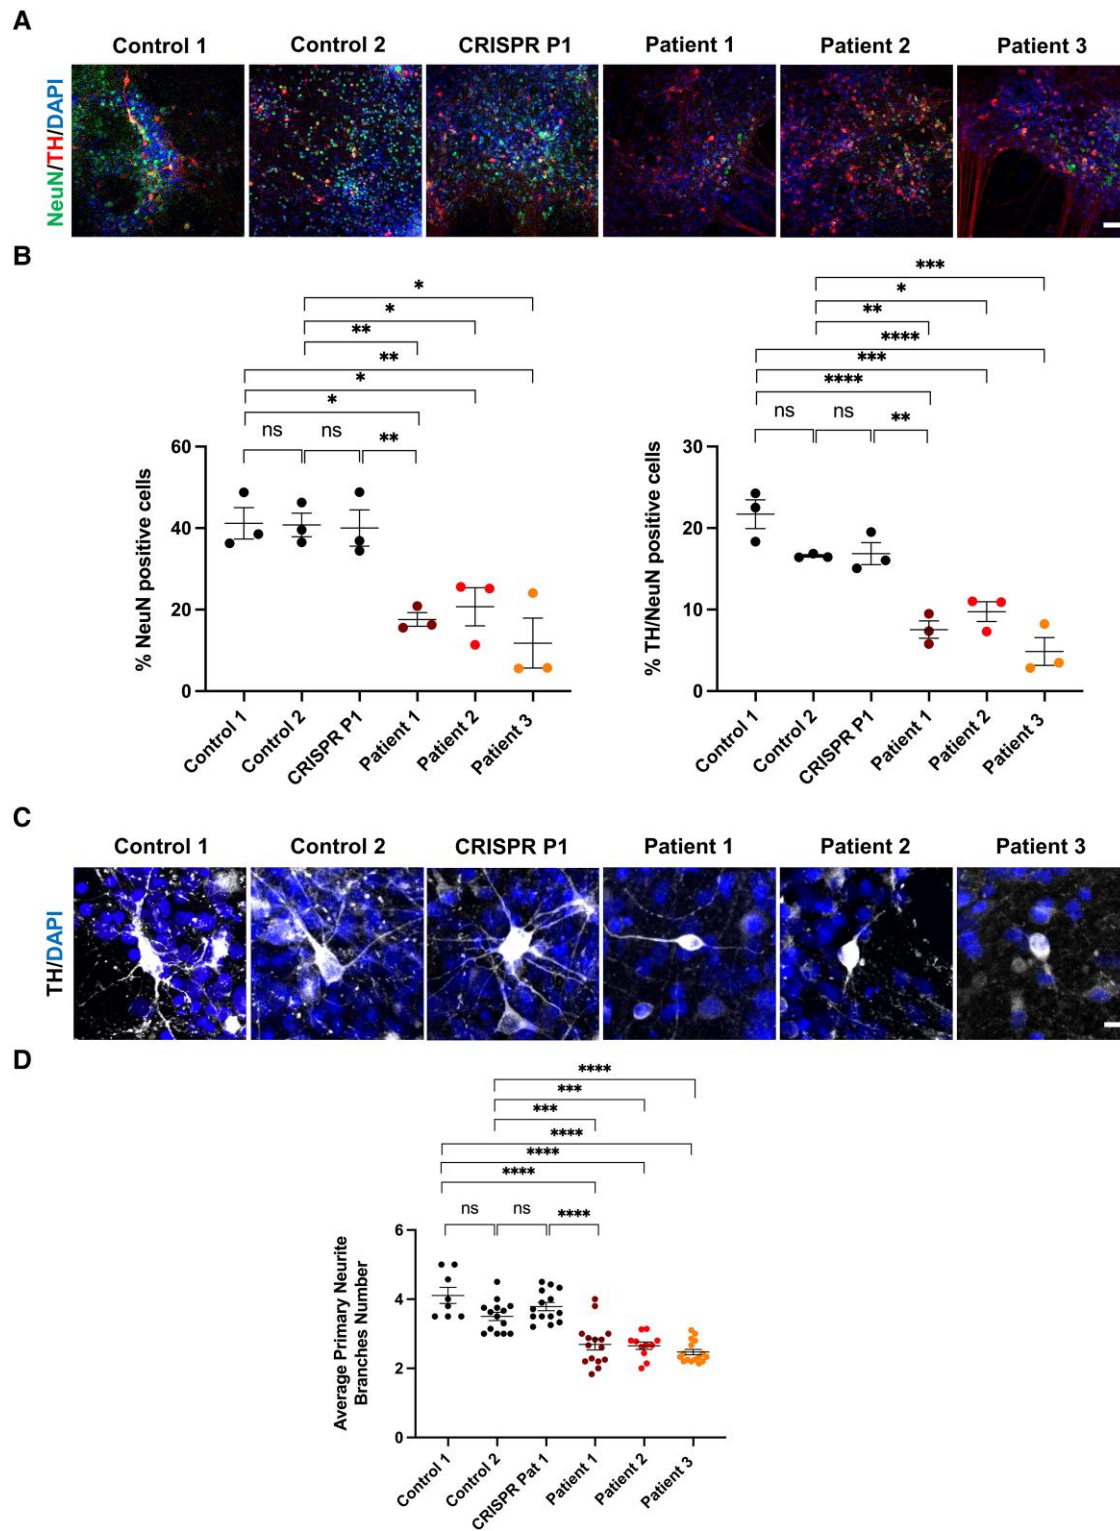 A
Control 1 Control 2 CRISPR P1 Patient 1 Patient 2 Patient 3
NeuN/TH/DAPI
B
*
*
**
**
*
*
ns ns **
% NeuN positive cells
60
40
20
0
Control 1 Control 2 CRISPR P1 Patient 1 Patient 2 Patient 3
***
*
**
****
***
****
ns ns **
% TH/NeuN positive cells
30
20
10
0
Control 1 Control 2 CRISPR P1 Patient 1 Patient 2 Patient 3
C
Control 1 Control 2 CRISPR P1 Patient 1 Patient 2 Patient 3
TH/DAPI
D
****
***
***
****
****
****
ns ns ****
Average Primary Neurite
Branches Number
6
4
2
0
Control 1 Control 2 CRISPR Pat 1 Patient 1 Patient 2 Patient 3